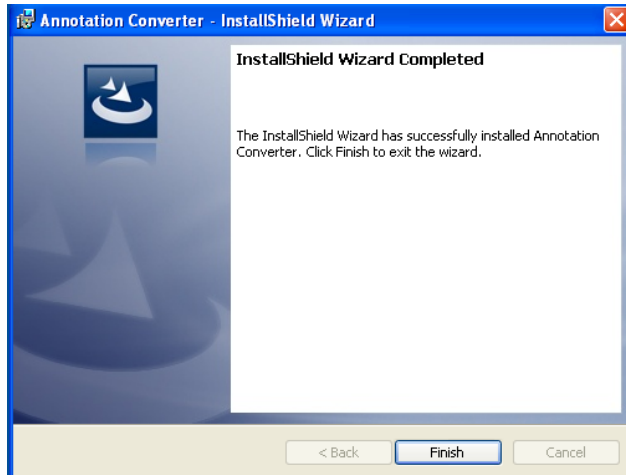 Annotation Converter - InstallShield Wizard
InstallShield Wizard Completed
The InstallShield Wizard has successfully installed Annotation
Converter. Click Finish to exit the wizard.
< Back Finish Cancel